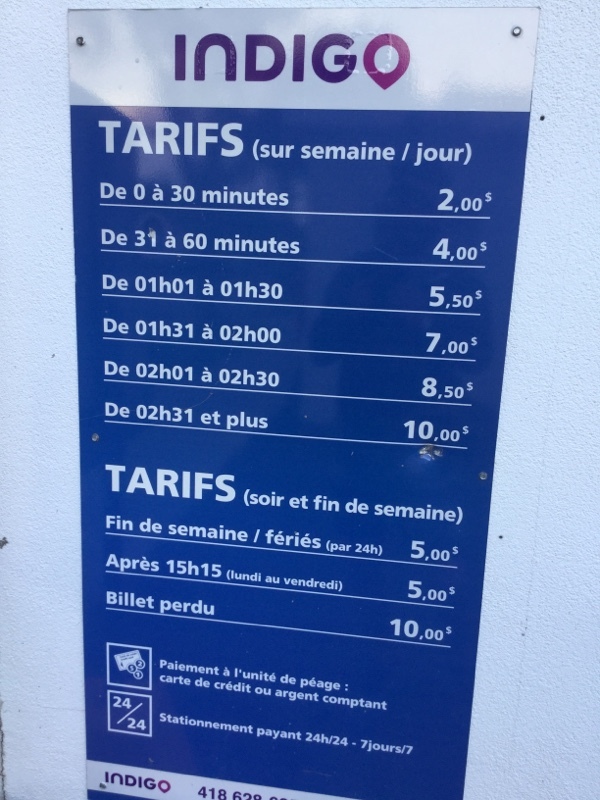 INDIGO
TARIFS (sur semaine / jour)
De 0 à 30 minutes 2,00$
De 31 à 60 minutes 4,00$
De 01h01 à 01h30 5,50$
De 01h31 à 02h00 7,00$
De 02h01 à 02h30 8,50$
De 02h31 et plus 10,00$
TARIFS (soir et fin de semaine)
Fin de semaine / fériés (par 24h) 5,00$
Après 15h15 (lundi au vendredi) 5,00$
Billet perdu 10,00$
Paiement à l'unité de péage :
carte de crédit ou argent comptant
24/24 Stationnement payant 24h/24 - 7jours/7
INDIGO 418 628